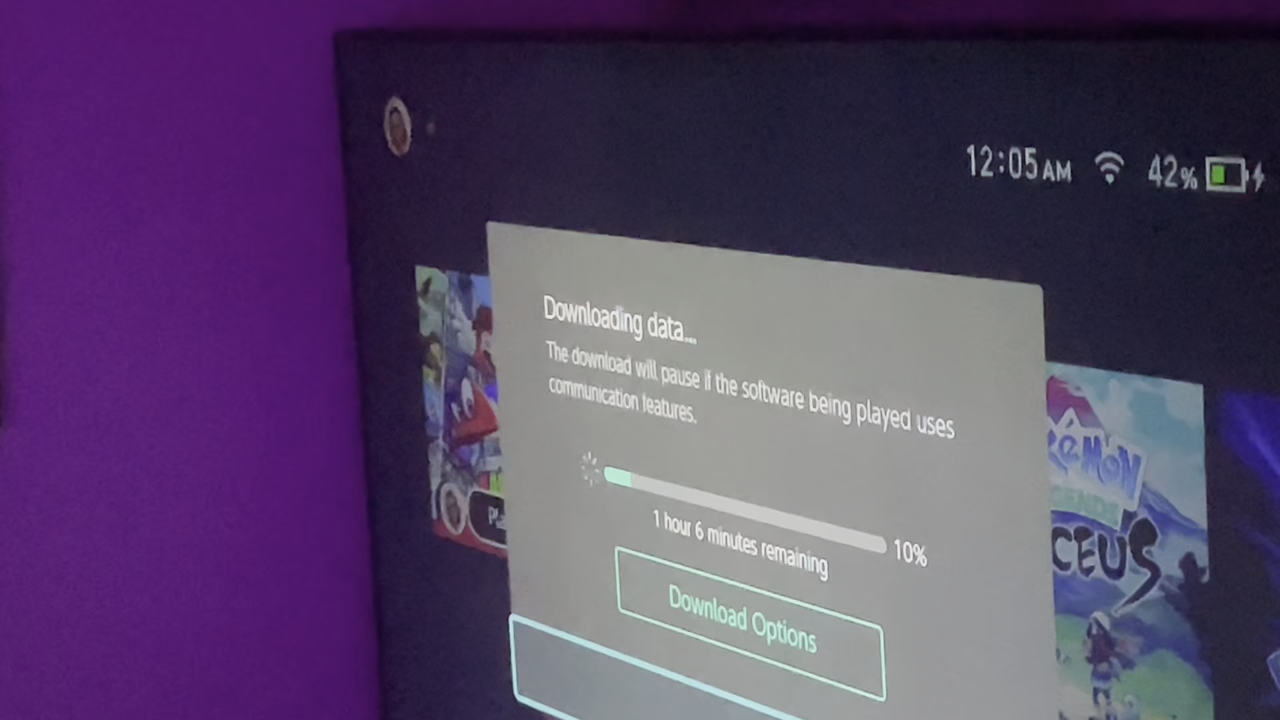 12:05 AM 42%
Downloading data...
The download will pause if the software being played uses
communication features.
10%
1 hour 6 minutes remaining
Download Options